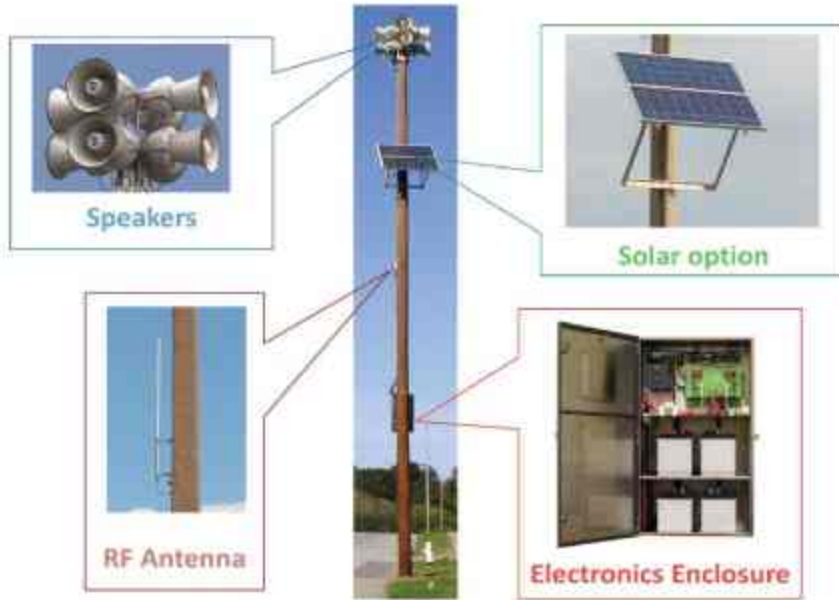 Speakers
Solar option
RF Antenna
Electronics Enclosure